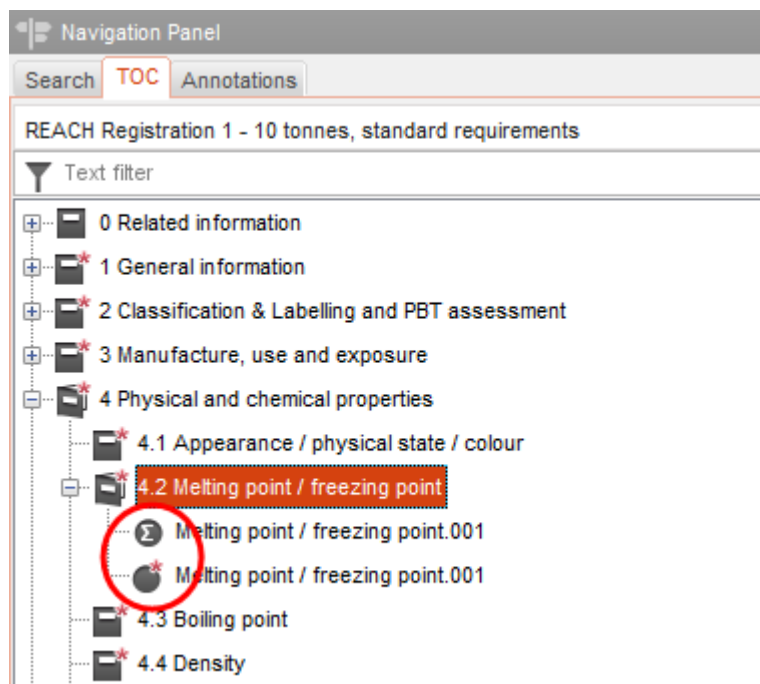 Navigation Panel
Search TOC Annotations
REACH Registration 1 - 10 tonnes, standard requirements
Text filter
0 Related information
1 General information
2 Classification & Labelling and PBT assessment
3 Manufacture, use and exposure
4 Physical and chemical properties
4.1 Appearance / physical state / colour
4.2 Melting point / freezing point
Σ Melting point / freezing point.001
Melting point / freezing point.001
4.3 Boiling point
4.4 Density